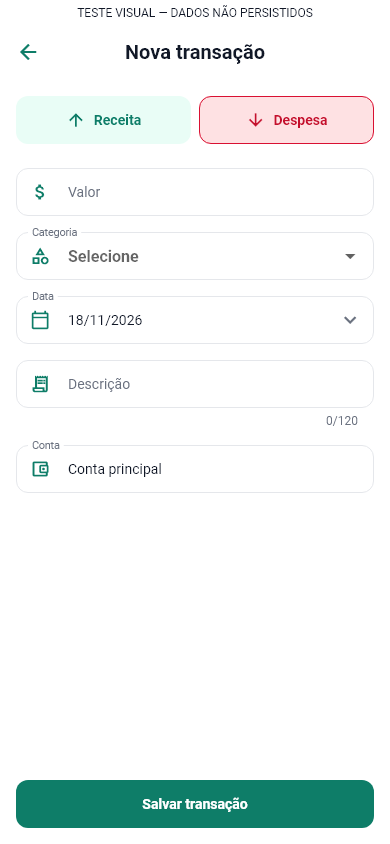 TESTE VISUAL — DADOS NÃO PERSISTIDOS
Nova transação
Receita
Despesa
Valor
Categoria
Selecione
Data
18/11/2026
Descrição
0/120
Conta
Conta principal
Salvar transação